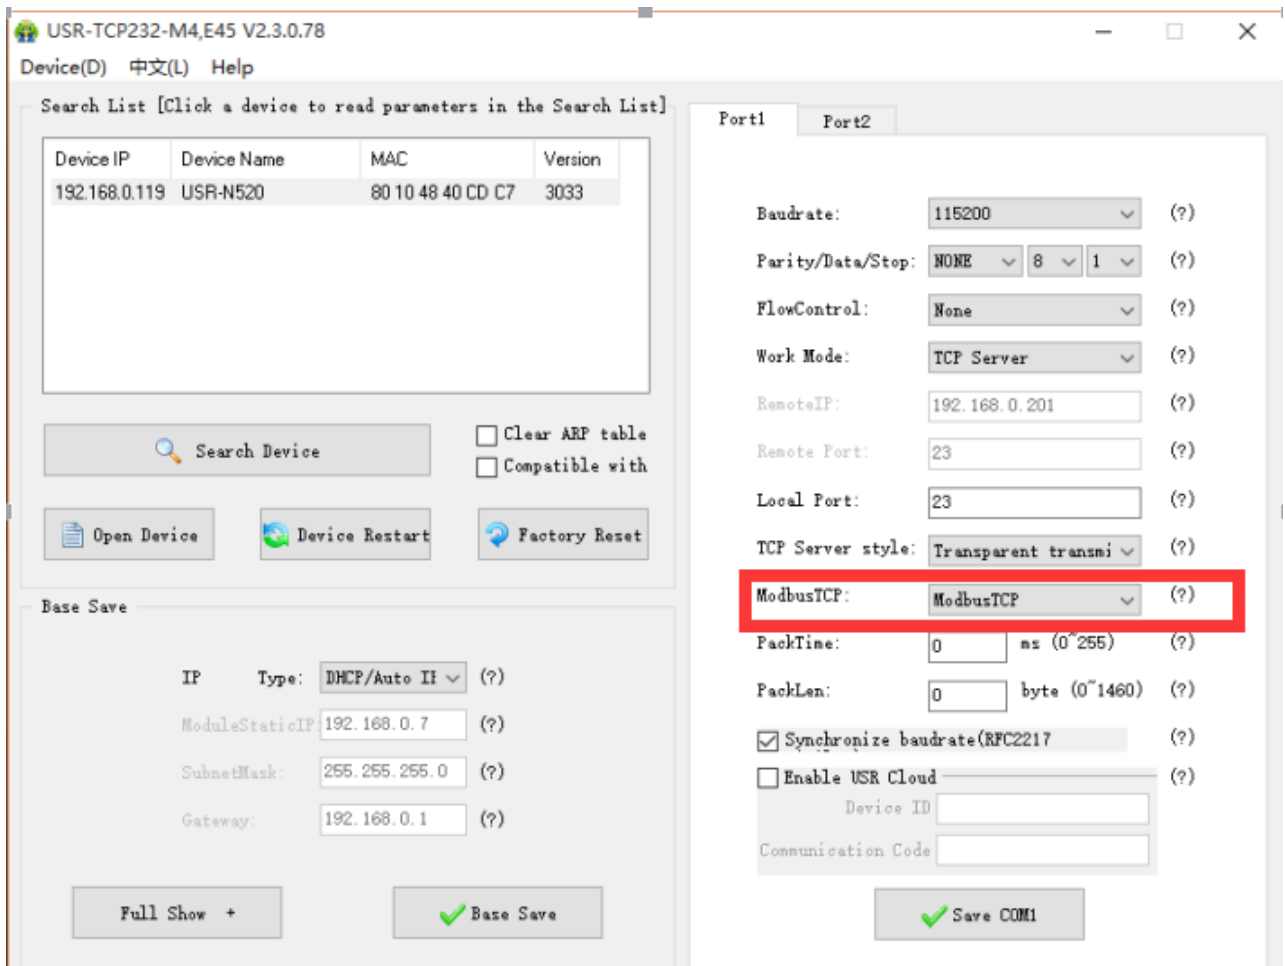 USR-TCP232-M4,E45 V2.3.0.78
Device(D) 中文(L) Help
Search List [Click a device to read parameters in the Search List]
Device IP Device Name MAC Version
192.168.0.119 USR-N520 80 10 48 40 CD C7 3033
Search Device
Clear ARP table
Compatible with
Open Device Device Restart Factory Reset
Base Save
IP Type: DHCP/Auto IP (?)
ModuleStaticIP: 192.168.0.7 (?)
SubnetMask: 255.255.255.0 (?)
Gateway: 192.168.0.1 (?)
Full Show + Base Save
Port1 Port2
Baudrate: 115200 (?)
Parity/Data/Stop: NONE 8 1 (?)
FlowControl: None (?)
Work Mode: TCP Server (?)
RemoteIP: 192.168.0.201 (?)
Remote Port: 23 (?)
Local Port: 23 (?)
TCP Server style: Transparent transmi (?)
ModbusTCP: ModbusTCP (?)
PackTime: 0 ms (0~255) (?)
PackLen: 0 byte (0~1460) (?)
Synchronize baudrate(RFC2217 (?)
Enable USR Cloud (?)
Device ID
Communication Code
Save COM1